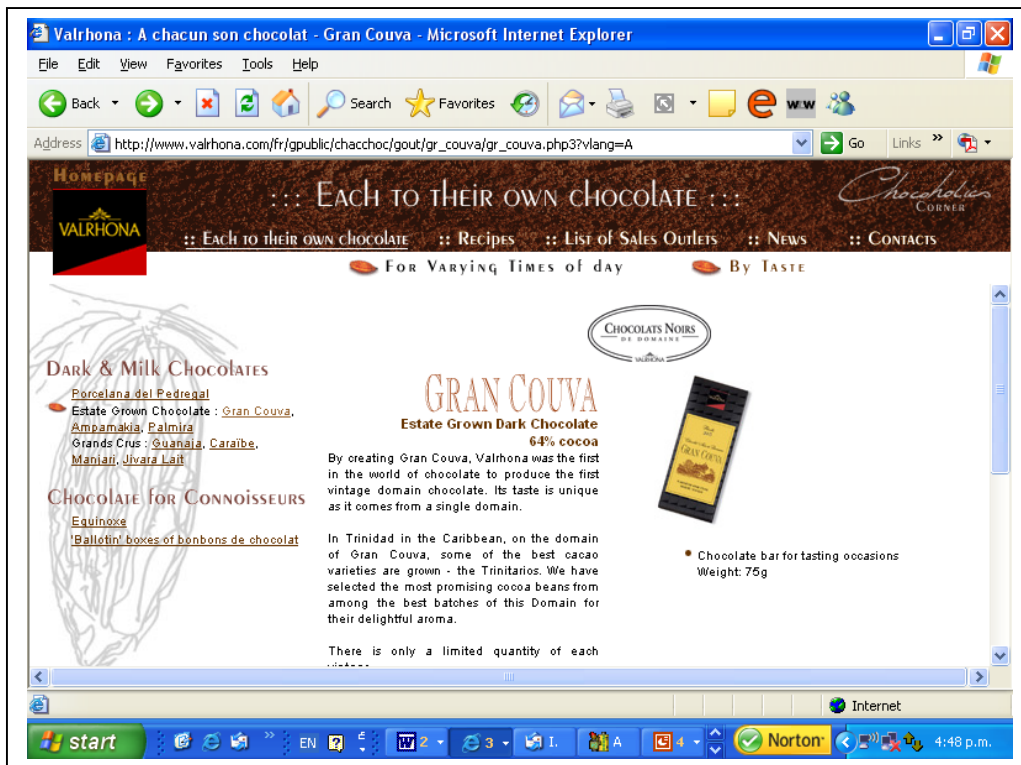 Valrhona : A chacun son chocolat - Gran Couva - Microsoft Internet Explorer
File Edit View Favorites Tools Help
Back Search Favorites W&W
Address http://www.valrhona.com/fr/gpublic/chacchoc/gout/gr_couva/gr_couva.php3?vlang=A Go Links »
Homepage
::: Each to their own chocolate :::
Chocoholics
Corner
VALRHONA
:: Each to their own chocolate :: Recipes :: List of Sales Outlets :: News :: Contacts
For Varying Times of day By Taste
Chocolats Noirs
DE DOMAINE
VALRHONA
Dark & Milk Chocolates
Porcelana del Pedregal
Estate Grown Chocolate : Gran Couva,
Ampamakia, Palmira
Grands Crus : Guanaja, Caraïbe,
Manjari, Jivara Lait
Chocolate for Connoisseurs
Equinoxe
'Ballotin' boxes of bonbons de chocolat
Gran Couva
Estate Grown Dark Chocolate
64% cocoa
By creating Gran Couva, Valrhona was the first
in the world of chocolate to produce the first
vintage domain chocolate. Its taste is unique
as it comes from a single domain.
In Trinidad in the Caribbean, on the domain
of Gran Couva, some of the best cacao
varieties are grown - the Trinitarios. We have
selected the most promising cocoa beans from
among the best batches of this Domain for
their delightful aroma.
There is only a limited quantity of each
GRAN COUVA
Chocolate bar for tasting occasions
Weight: 75g
Internet
start » EN 2 3 I. A 4 Norton 4:48 p.m.